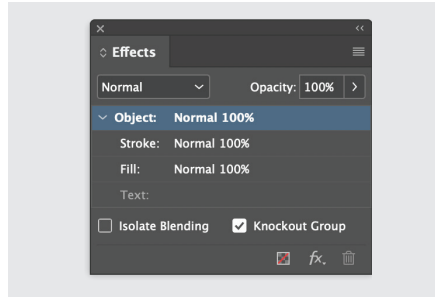 Effects
Normal Opacity: 100%
Object: Normal 100%
Stroke: Normal 100%
Fill: Normal 100%
Text:
Isolate Blending Knockout Group
fx.